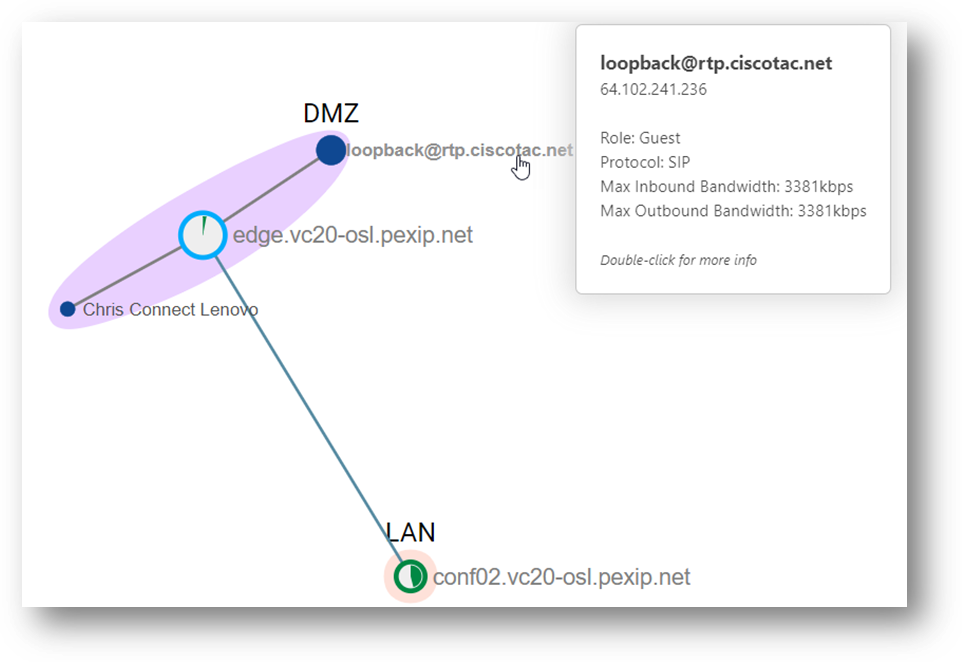 loopback@rtp.ciscotac.net
64.102.241.236
Role: Guest
Protocol: SIP
Max Inbound Bandwidth: 3381kbps
Max Outbound Bandwidth: 3381kbps
Double-click for more info
DMZ
loopback@rtp.ciscotac.net
edge.vc20-osl.pexip.net
Chris Connect Lenovo
LAN
conf02.vc20-osl.pexip.net